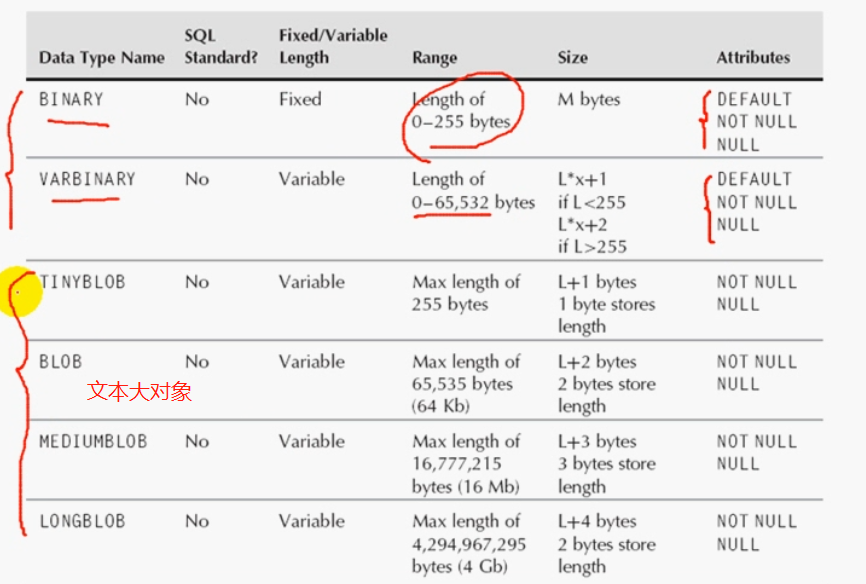 Data Type Name SQL Standard? Fixed/Variable Length Range Size Attributes
BINARY No Fixed Length of M bytes DEFAULT
0–255 bytes NOT NULL
NULL
VARBINARY No Variable Length of L*x+1 DEFAULT
0–65,532 bytes if L<255 NOT NULL
L*x+2 NULL
if L>255
TINYBLOB No Variable Max length of L+1 bytes NOT NULL
255 bytes 1 byte stores NULL
length
BLOB No Variable Max length of L+2 bytes NOT NULL
文本大对象 65,535 bytes 2 bytes store NULL
(64 Kb) length
MEDIUMBLOB No Variable Max length of L+3 bytes NOT NULL
16,777,215 3 bytes store NULL
bytes (16 Mb) length
LONGBLOB No Variable Max length of L+4 bytes NOT NULL
4,294,967,295 2 bytes store NULL
bytes (4 Gb) length